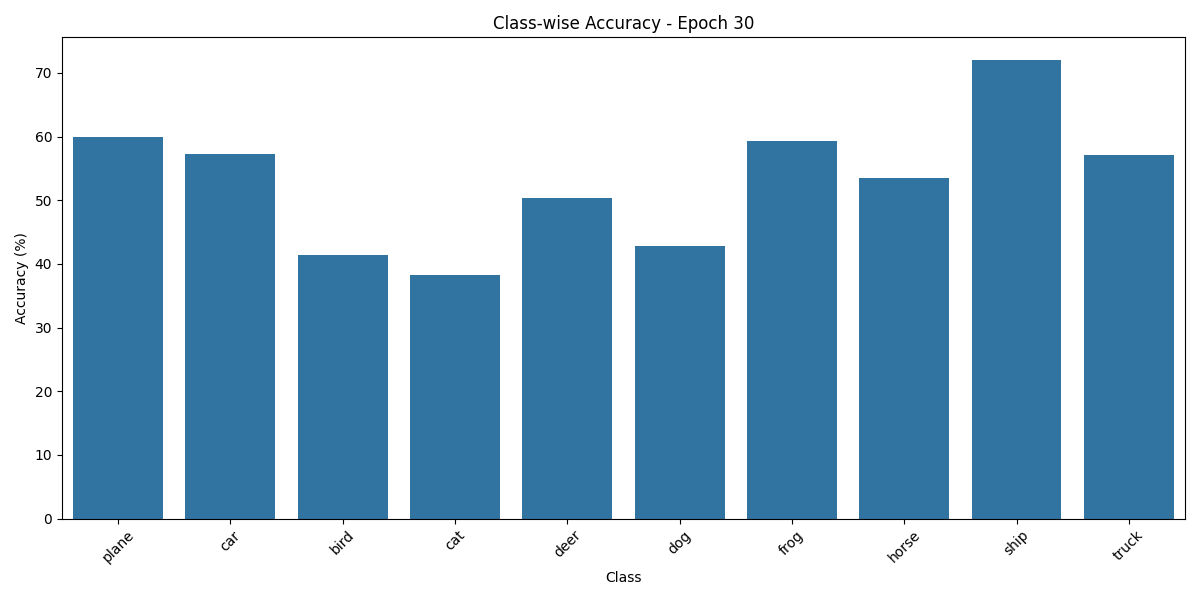 Class-wise Accuracy - Epoch 30
Accuracy (%)
70
60
50
40
30
20
10
0
plane
car
bird
cat
deer
dog
frog
horse
ship
truck
Class